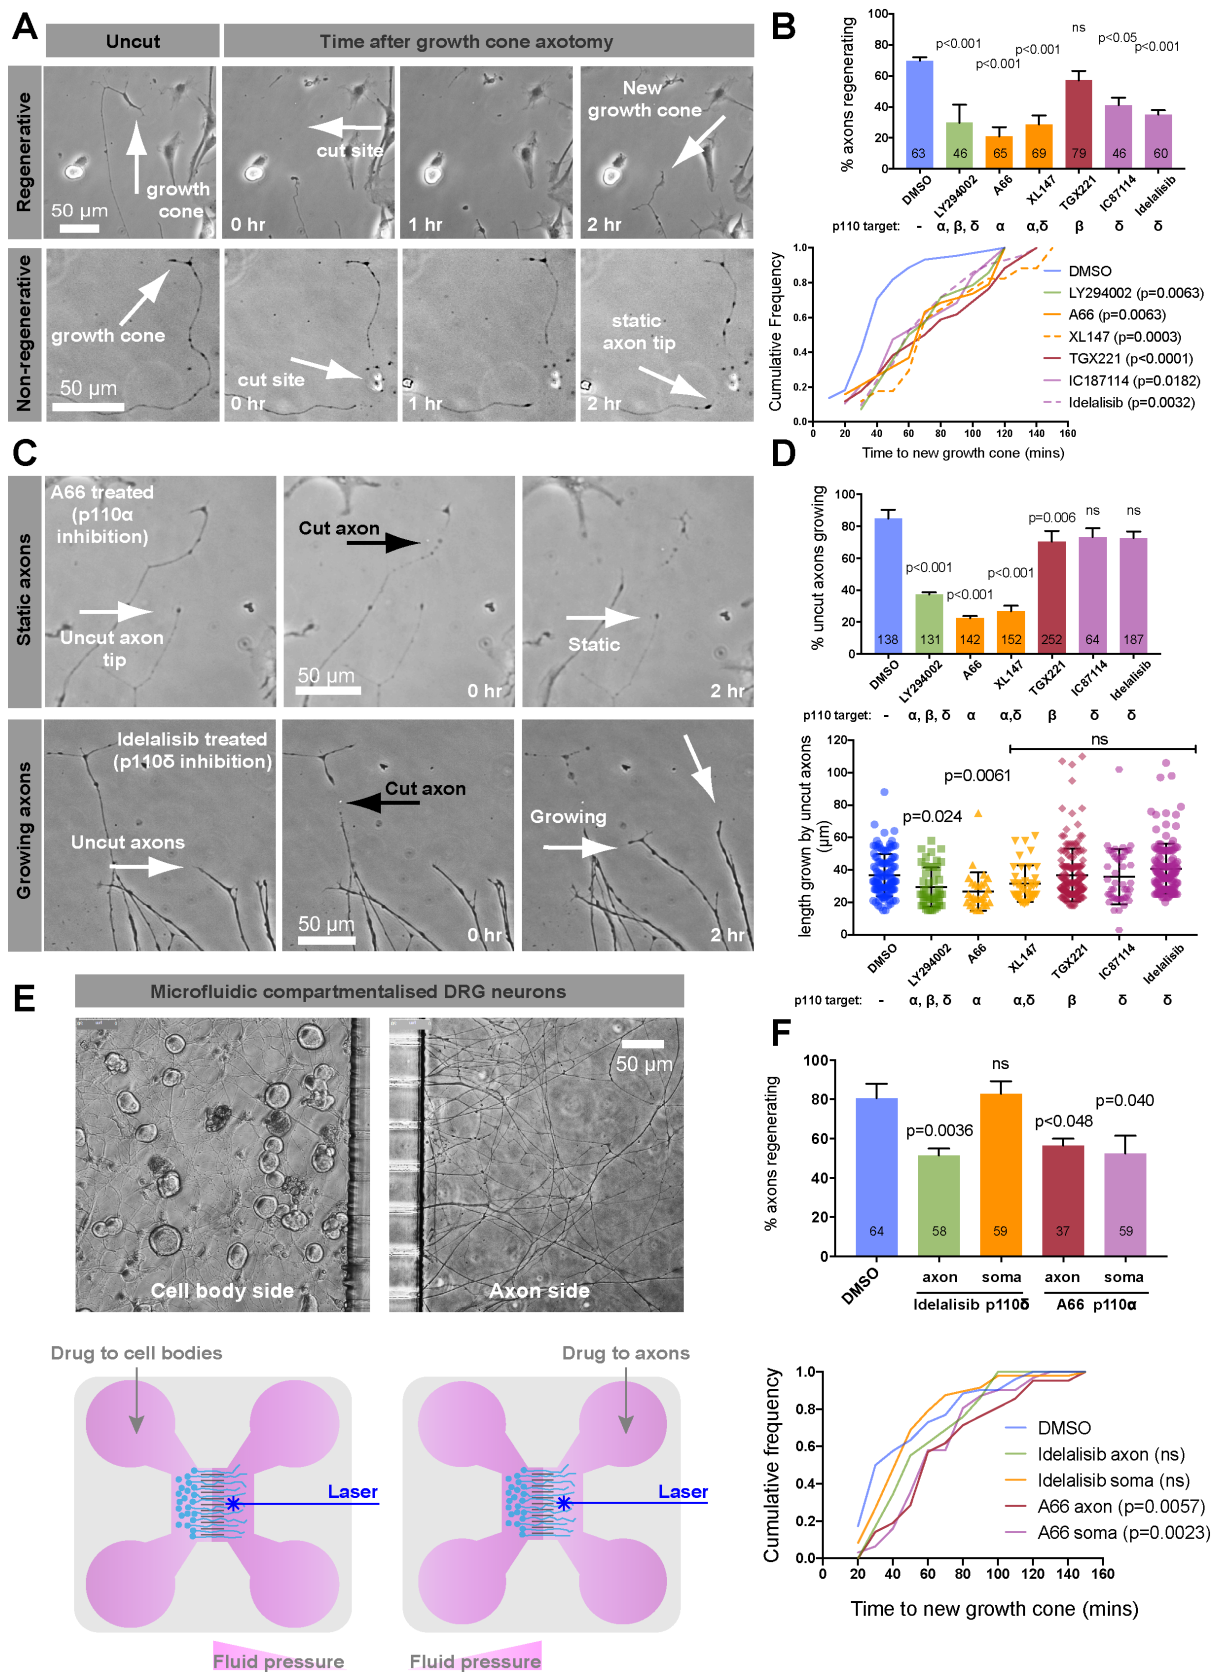 A
Uncut
Time after growth cone axotomy
Regenerative
growth
cone
50 µm
cut site
0 hr
1 hr
New
growth cone
2 hr
Non-regenerative
growth cone
50 µm
cut site
0 hr
1 hr
static
axon tip
2 hr
B
% axons regenerating
100
80
60
40
20
0
p<0.001
p<0.001
p<0.001
ns
p<0.05
p<0.001
63
46
65
69
79
46
60
DMSO
LY294002
A66
XL147
TGX221
IC87114
Idelalisib
p110 target: - α, β, δ α α,δ β δ δ
Cumulative Frequency
1.0
0.8
0.6
0.4
0.2
0.0
0 20 40 60 80 100 120 140 160
Time to new growth cone (mins)
DMSO
LY294002 (p=0.0063)
A66 (p=0.0063)
XL147 (p=0.0003)
TGX221 (p<0.0001)
IC187114 (p=0.0182)
Idelalisib (p=0.0032)
C
Static axons
A66 treated
(p110α
inhibition)
Uncut axon
tip
Cut axon
50 µm
0 hr
Static
2 hr
Growing axons
Idelalisib treated
(p110δ inhibition)
Uncut axons
Cut axon
50 µm
0 hr
Growing
2 hr
D
% uncut axons growing
100
80
60
40
20
0
p<0.001
p<0.001
p<0.001
p=0.006
ns
ns
138
131
142
152
252
64
187
DMSO
LY294002
A66
XL147
TGX221
IC87114
Idelalisib
p110 target: - α, β, δ α α,δ β δ δ
length grown by uncut axons
(µm)
120
100
80
60
40
20
0
p=0.024
p=0.0061
ns
DMSO
LY294002
A66
XL147
TGX221
IC87114
Idelalisib
p110 target: - α, β, δ α α,δ β δ δ
E
Microfluidic compartmentalised DRG neurons
Cell body side
50 µm
Axon side
Drug to cell bodies
Laser
Fluid pressure
Drug to axons
Laser
Fluid pressure
F
% axons regenerating
100
80
60
40
20
0
p=0.0036
ns
p<0.048
p=0.040
64
58
59
37
59
DMSO
axon soma axon soma
Idelalisib p110δ A66 p110α
Cumulative frequency
1.0
0.8
0.6
0.4
0.2
0.0
0 20 40 60 80 100 120 140 160
Time to new growth cone (mins)
DMSO
Idelalisib axon (ns)
Idelalisib soma (ns)
A66 axon (p=0.0057)
A66 soma (p=0.0023)